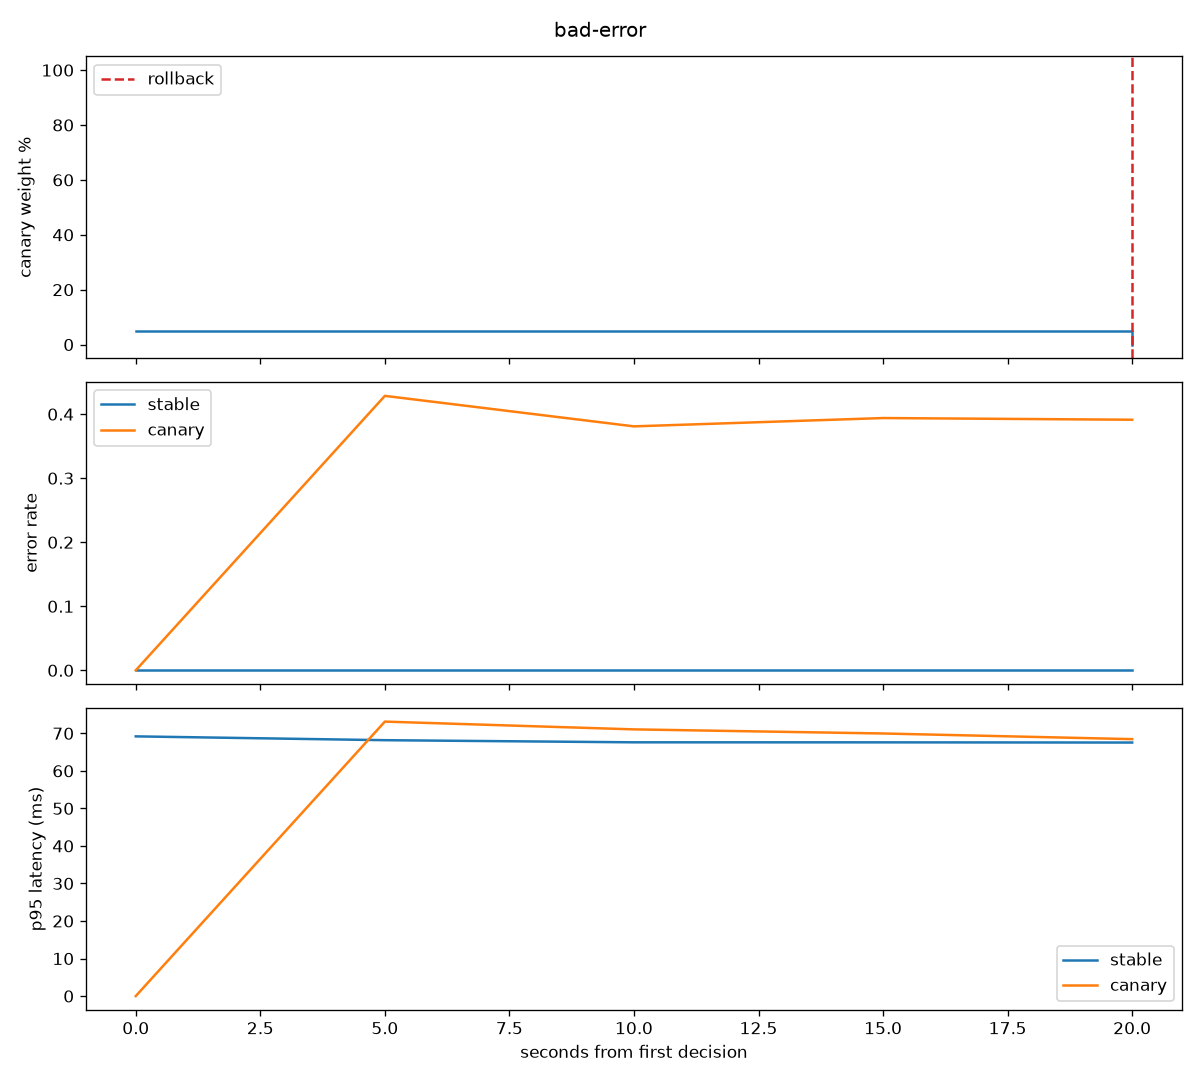 bad-error
canary weight %
100
80
60
40
20
0
rollback
error rate
0.4
0.3
0.2
0.1
0.0
stable
canary
p95 latency (ms)
70
60
50
40
30
20
10
0
stable
canary
0.0 2.5 5.0 7.5 10.0 12.5 15.0 17.5 20.0
seconds from first decision